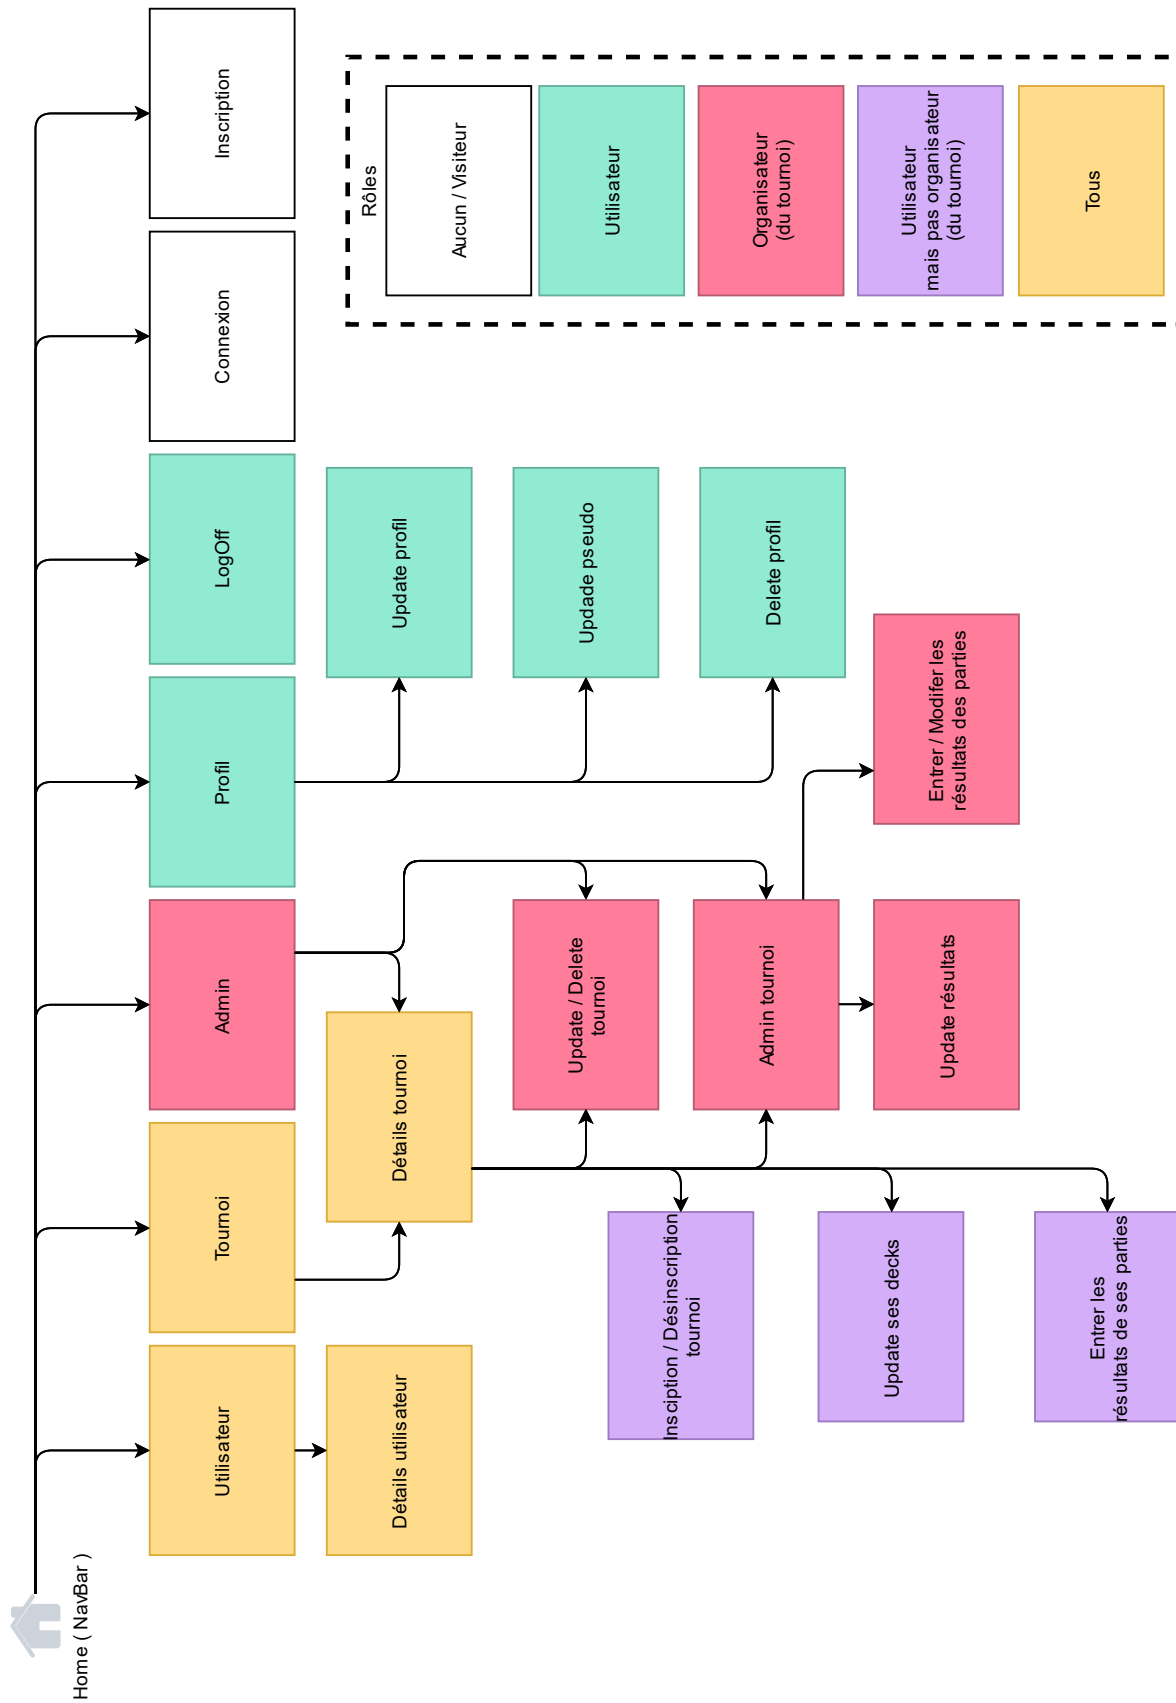 Home ( NavBar )
Utilisateur
Tournoi
Admin
Profil
LogOff
Connexion
Inscription
Détails utilisateur
Détails tournoi
Update profil
Updade pseudo
Delete profil
Update / Delete
tournoi
Admin tournoi
Update résultats
Entrer / Modifer les
résultats des parties
Insciption / Désinscription
tournoi
Update ses decks
Entrer les
résultats de ses parties
Rôles
Aucun / Visiteur
Utilisateur
Organisateur
(du tournoi)
Utilisateur
mais pas organisateur
(du tournoi)
Tous